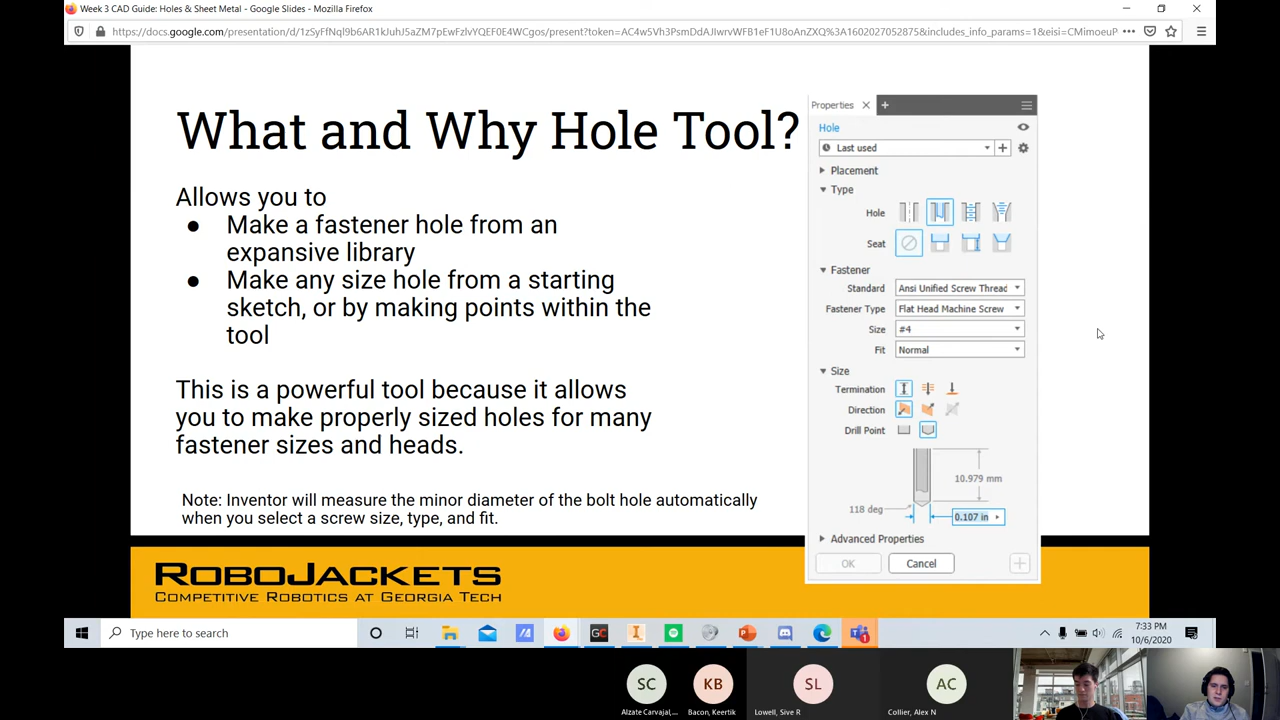 Week 3 CAD Guide: Holes & Sheet Metal - Google Slides - Mozilla Firefox
What and Why Hole Tool?
Allows you to
● Make a fastener hole from an
expansive library
● Make any size hole from a starting
sketch, or by making points within the
tool
This is a powerful tool because it allows
you to make properly sized holes for many
fastener sizes and heads.
Note: Inventor will measure the minor diameter of the bolt hole automatically
when you select a screw size, type, and fit.
Properties
Hole
Last used
Placement
Type
Hole
Seat
Fastener
Standard Ansi Unified Screw Thread
Fastener Type Flat Head Machine Screw
Size #4
Fit Normal
Size
Termination
Direction
Drill Point
10.979 mm
118 deg
0.107 in
Advanced Properties
OK Cancel
ROBOJACKETS
COMPETITIVE ROBOTICS AT GEORGIA TECH
Type here to search
GC
7:33 PM
10/6/2020
SC KB SL AC
Alzate Carvajal,... Bacon, Keertik Lowell, Sive R Collier, Alex N